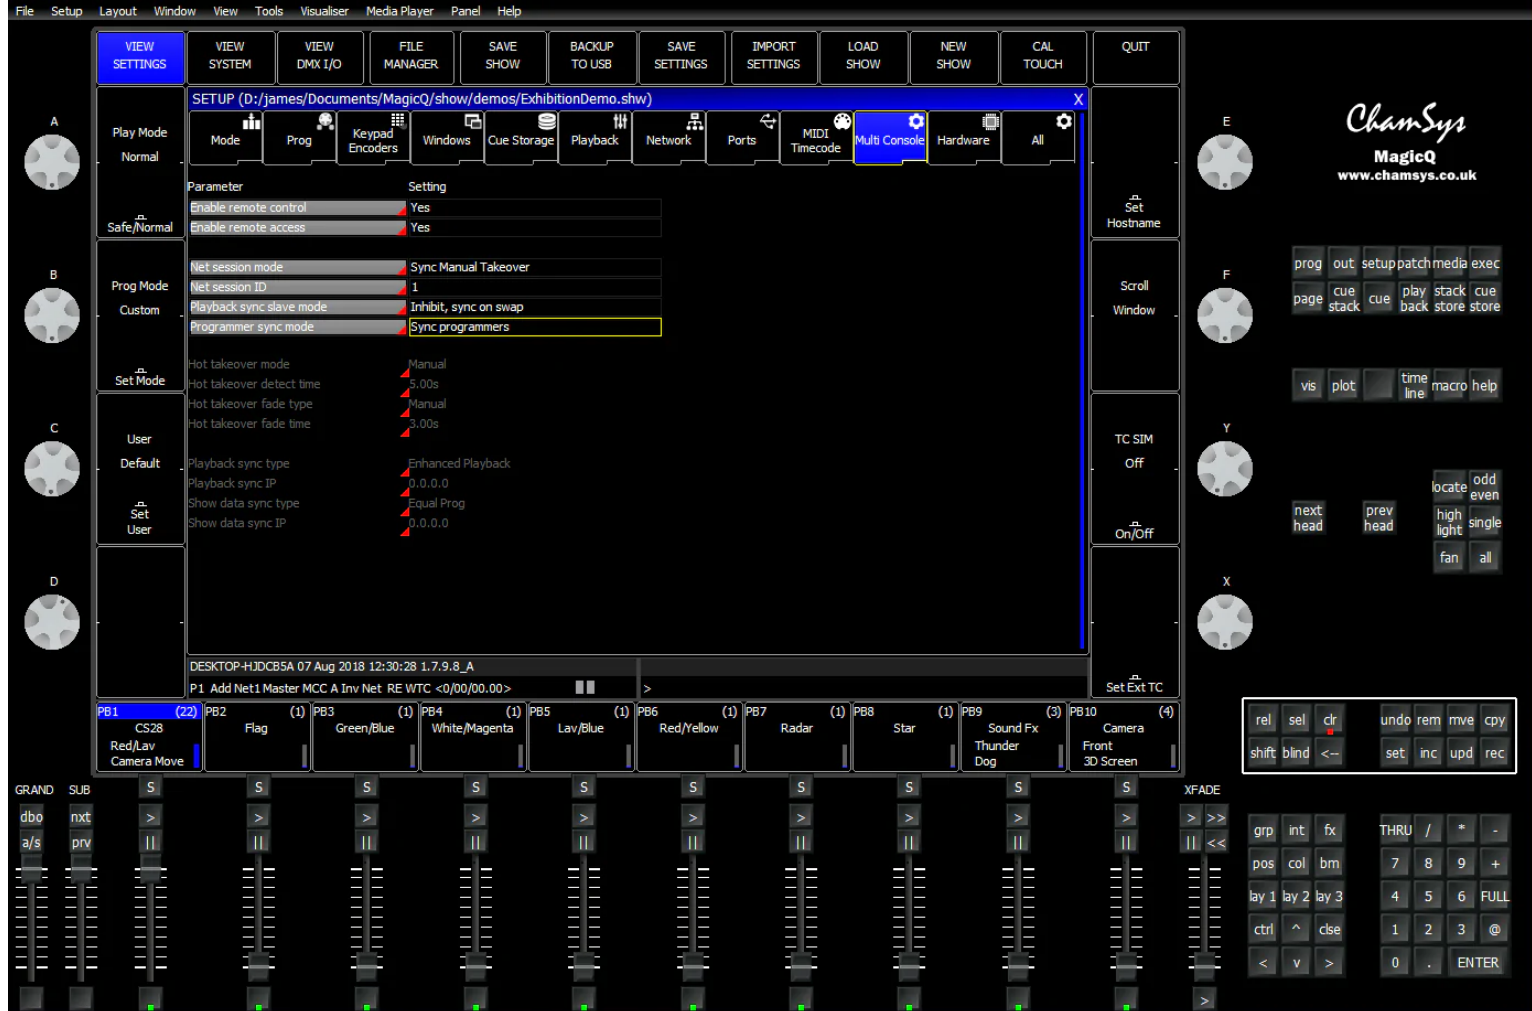 File Setup Layout Window View Tools Visualiser Media Player Panel Help
VIEW SETTINGS
VIEW SYSTEM
VIEW DMX I/O
FILE MANAGER
SAVE SHOW
BACKUP TO USB
SAVE SETTINGS
IMPORT SETTINGS
LOAD SHOW
NEW SHOW
CAL TOUCH
QUIT
SETUP (D:/james/Documents/MagicQ/show/demos/ExhibitionDemo.shw) X
Mode
Prog
Keypad Encoders
Windows
Cue Storage
Playback
Network
Ports
MIDI Timecode
Multi Console
Hardware
All
A
Play Mode
Normal
Safe/Normal
B
Prog Mode
Custom
Set Mode
C
User
Default
Set
User
D
Parameter Setting
Enable remote control Yes
Enable remote access Yes
Net session mode Sync Manual Takeover
Net session ID 1
Playback sync slave mode Inhibit, sync on swap
Programmer sync mode Sync programmers
Hot takeover mode Manual
Hot takeover detect time 5.00s
Hot takeover fade type Manual
Hot takeover fade time 3.00s
Playback sync type Enhanced Playback
Playback sync IP 0.0.0.0
Show data sync type Equal Prog
Show data sync IP 0.0.0.0
DESKTOP-HJDCB5A 07 Aug 2018 12:30:28 1.7.9.8_A
P1 Add Net1 Master MCC A Inv Net RE WTC <0/00/00.00>
>
E
Set
Hostname
F
Scroll
Window
Y
TC SIM
Off
On/Off
X
Set Ext TC
ChamSys
MagicQ
www.chamsys.co.uk
prog out setup patch media exec
page cue stack cue play back stack store cue store
vis plot time line macro help
locate odd even
next head prev head high light single
fan all
PB1 (22)
CS28
Red/Lav
Camera Move
PB2 (1)
Flag
PB3 (1)
Green/Blue
PB4 (1)
White/Magenta
PB5 (1)
Lav/Blue
PB6 (1)
Red/Yellow
PB7 (1)
Radar
PB8 (1)
Star
PB9 (3)
Sound Fx
Thunder
Dog
PB10 (4)
Camera
Front
3D Screen
rel sel clr undo rem mve cpy
shift blind <-- set inc upd rec
GRAND SUB S S S S S S S S S S XFADE
dbo nxt > > > > > > > > > > > >>
a/s prv || || || || || || || || || || || <<
>
grp int fx THRU / * -
pos col bm 7 8 9 +
lay 1 lay 2 lay 3 4 5 6 FULL
ctrl ^ clse 1 2 3 @
< v > 0 . ENTER